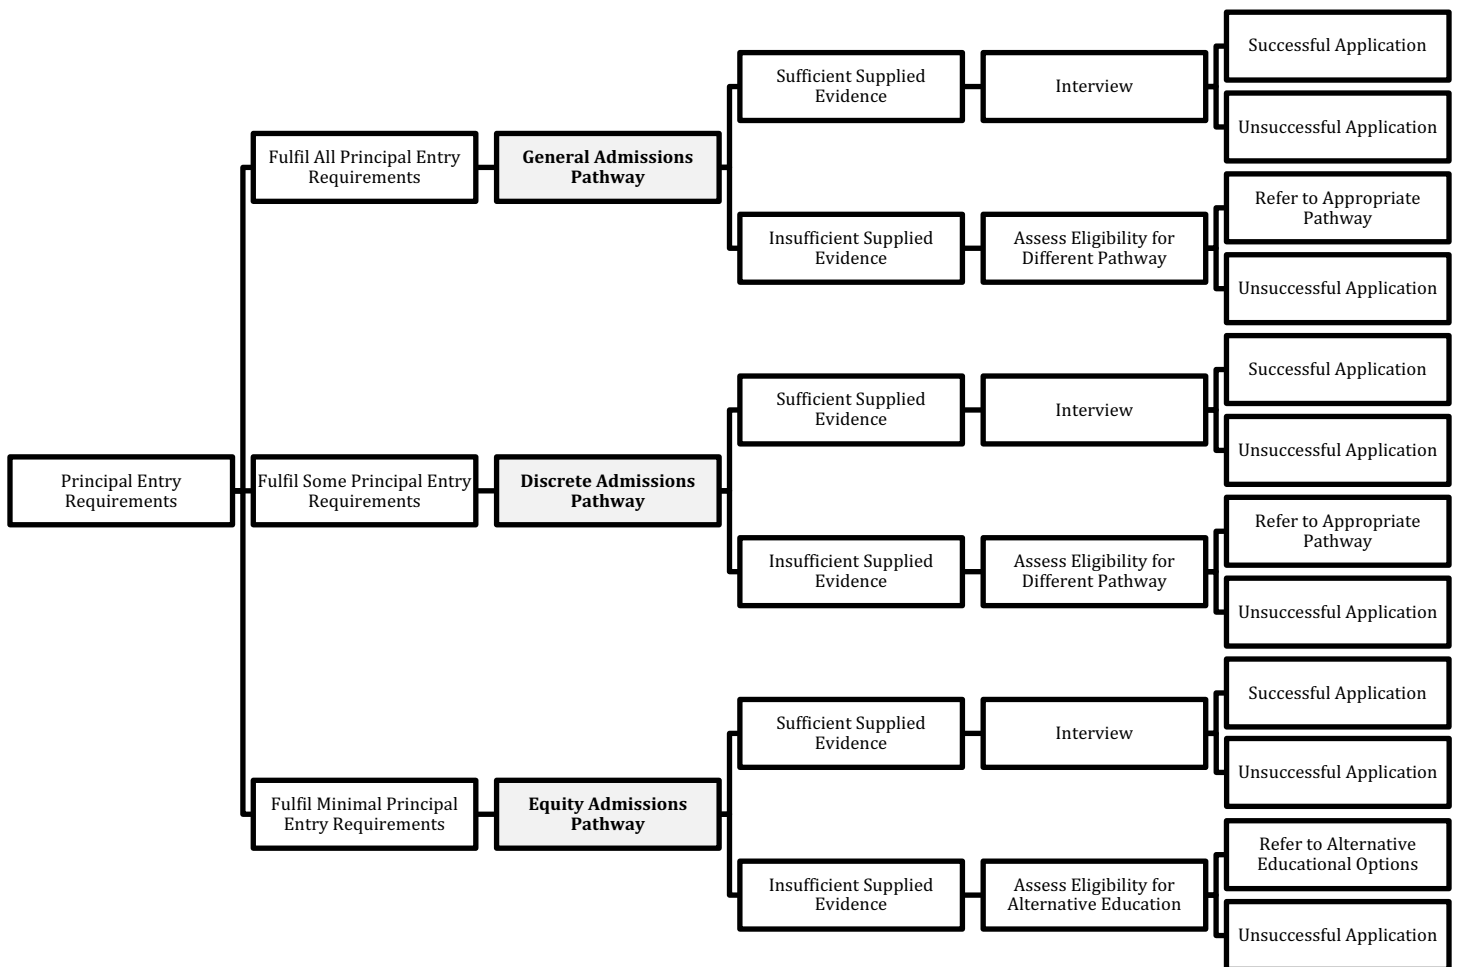 Principal Entry
Requirements
Fulfil All Principal Entry
Requirements
General Admissions
Pathway
Sufficient Supplied
Evidence
Interview
Successful Application
Unsuccessful Application
Insufficient Supplied
Evidence
Assess Eligibility for
Different Pathway
Refer to Appropriate
Pathway
Unsuccessful Application
Fulfil Some Principal Entry
Requirements
Discrete Admissions
Pathway
Sufficient Supplied
Evidence
Interview
Successful Application
Unsuccessful Application
Insufficient Supplied
Evidence
Assess Eligibility for
Different Pathway
Refer to Appropriate
Pathway
Unsuccessful Application
Fulfil Minimal Principal
Entry Requirements
Equity Admissions
Pathway
Sufficient Supplied
Evidence
Interview
Successful Application
Unsuccessful Application
Insufficient Supplied
Evidence
Assess Eligibility for
Alternative Education
Refer to Alternative
Educational Options
Unsuccessful Application